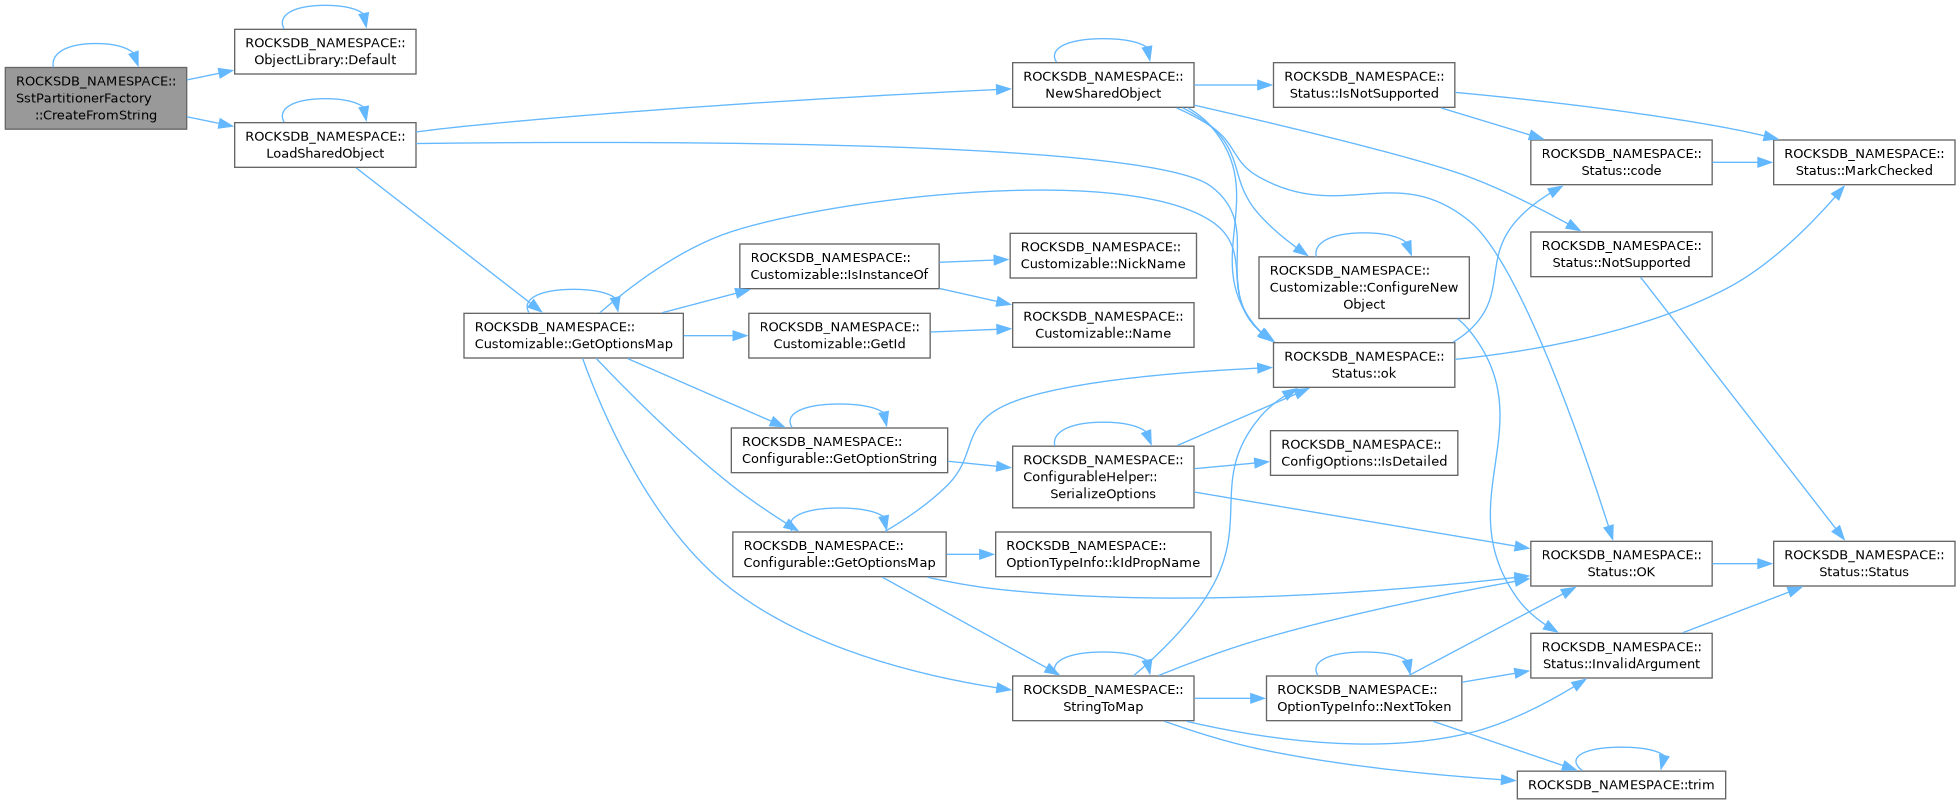 ROCKSDB_NAMESPACE::
SstPartitionerFactory
::CreateFromString
ROCKSDB_NAMESPACE::
ObjectLibrary::Default
ROCKSDB_NAMESPACE::
LoadSharedObject
ROCKSDB_NAMESPACE::
Customizable::GetOptionsMap
ROCKSDB_NAMESPACE::
Customizable::IsInstanceOf
ROCKSDB_NAMESPACE::
Customizable::GetId
ROCKSDB_NAMESPACE::
Configurable::GetOptionString
ROCKSDB_NAMESPACE::
Configurable::GetOptionsMap
ROCKSDB_NAMESPACE::
NewSharedObject
ROCKSDB_NAMESPACE::
Customizable::NickName
ROCKSDB_NAMESPACE::
Customizable::Name
ROCKSDB_NAMESPACE::
ConfigurableHelper::
SerializeOptions
ROCKSDB_NAMESPACE::
OptionTypeInfo::kIdPropName
ROCKSDB_NAMESPACE::
StringToMap
ROCKSDB_NAMESPACE::
Status::IsNotSupported
ROCKSDB_NAMESPACE::
Customizable::ConfigureNew
Object
ROCKSDB_NAMESPACE::
Status::ok
ROCKSDB_NAMESPACE::
ConfigOptions::IsDetailed
ROCKSDB_NAMESPACE::
OptionTypeInfo::NextToken
ROCKSDB_NAMESPACE::
Status::code
ROCKSDB_NAMESPACE::
Status::NotSupported
ROCKSDB_NAMESPACE::
Status::OK
ROCKSDB_NAMESPACE::
Status::InvalidArgument
ROCKSDB_NAMESPACE::trim
ROCKSDB_NAMESPACE::
Status::MarkChecked
ROCKSDB_NAMESPACE::
Status::Status